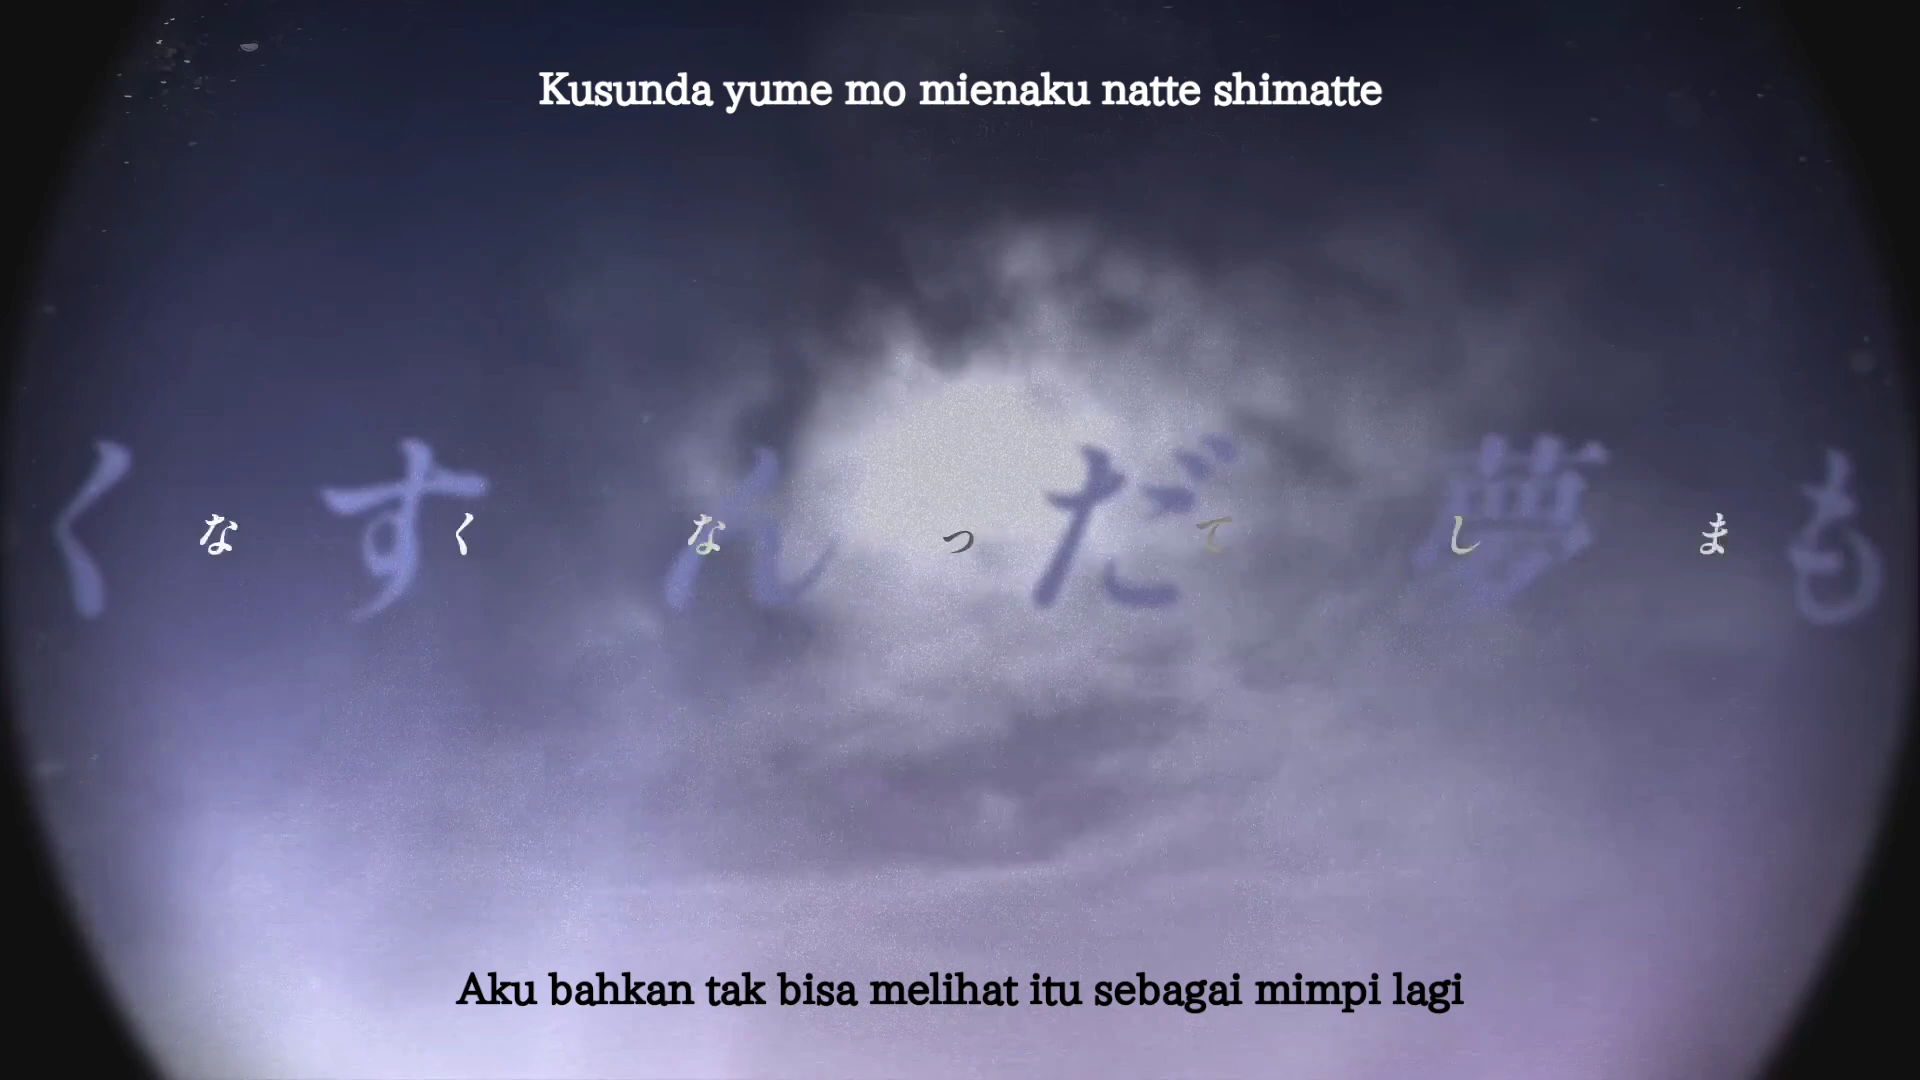 Kusunda yume mo mienaku natte shimatte
くすんだ夢も
なくなってしま
Aku bahkan tak bisa melihat itu sebagai mimpi lagi